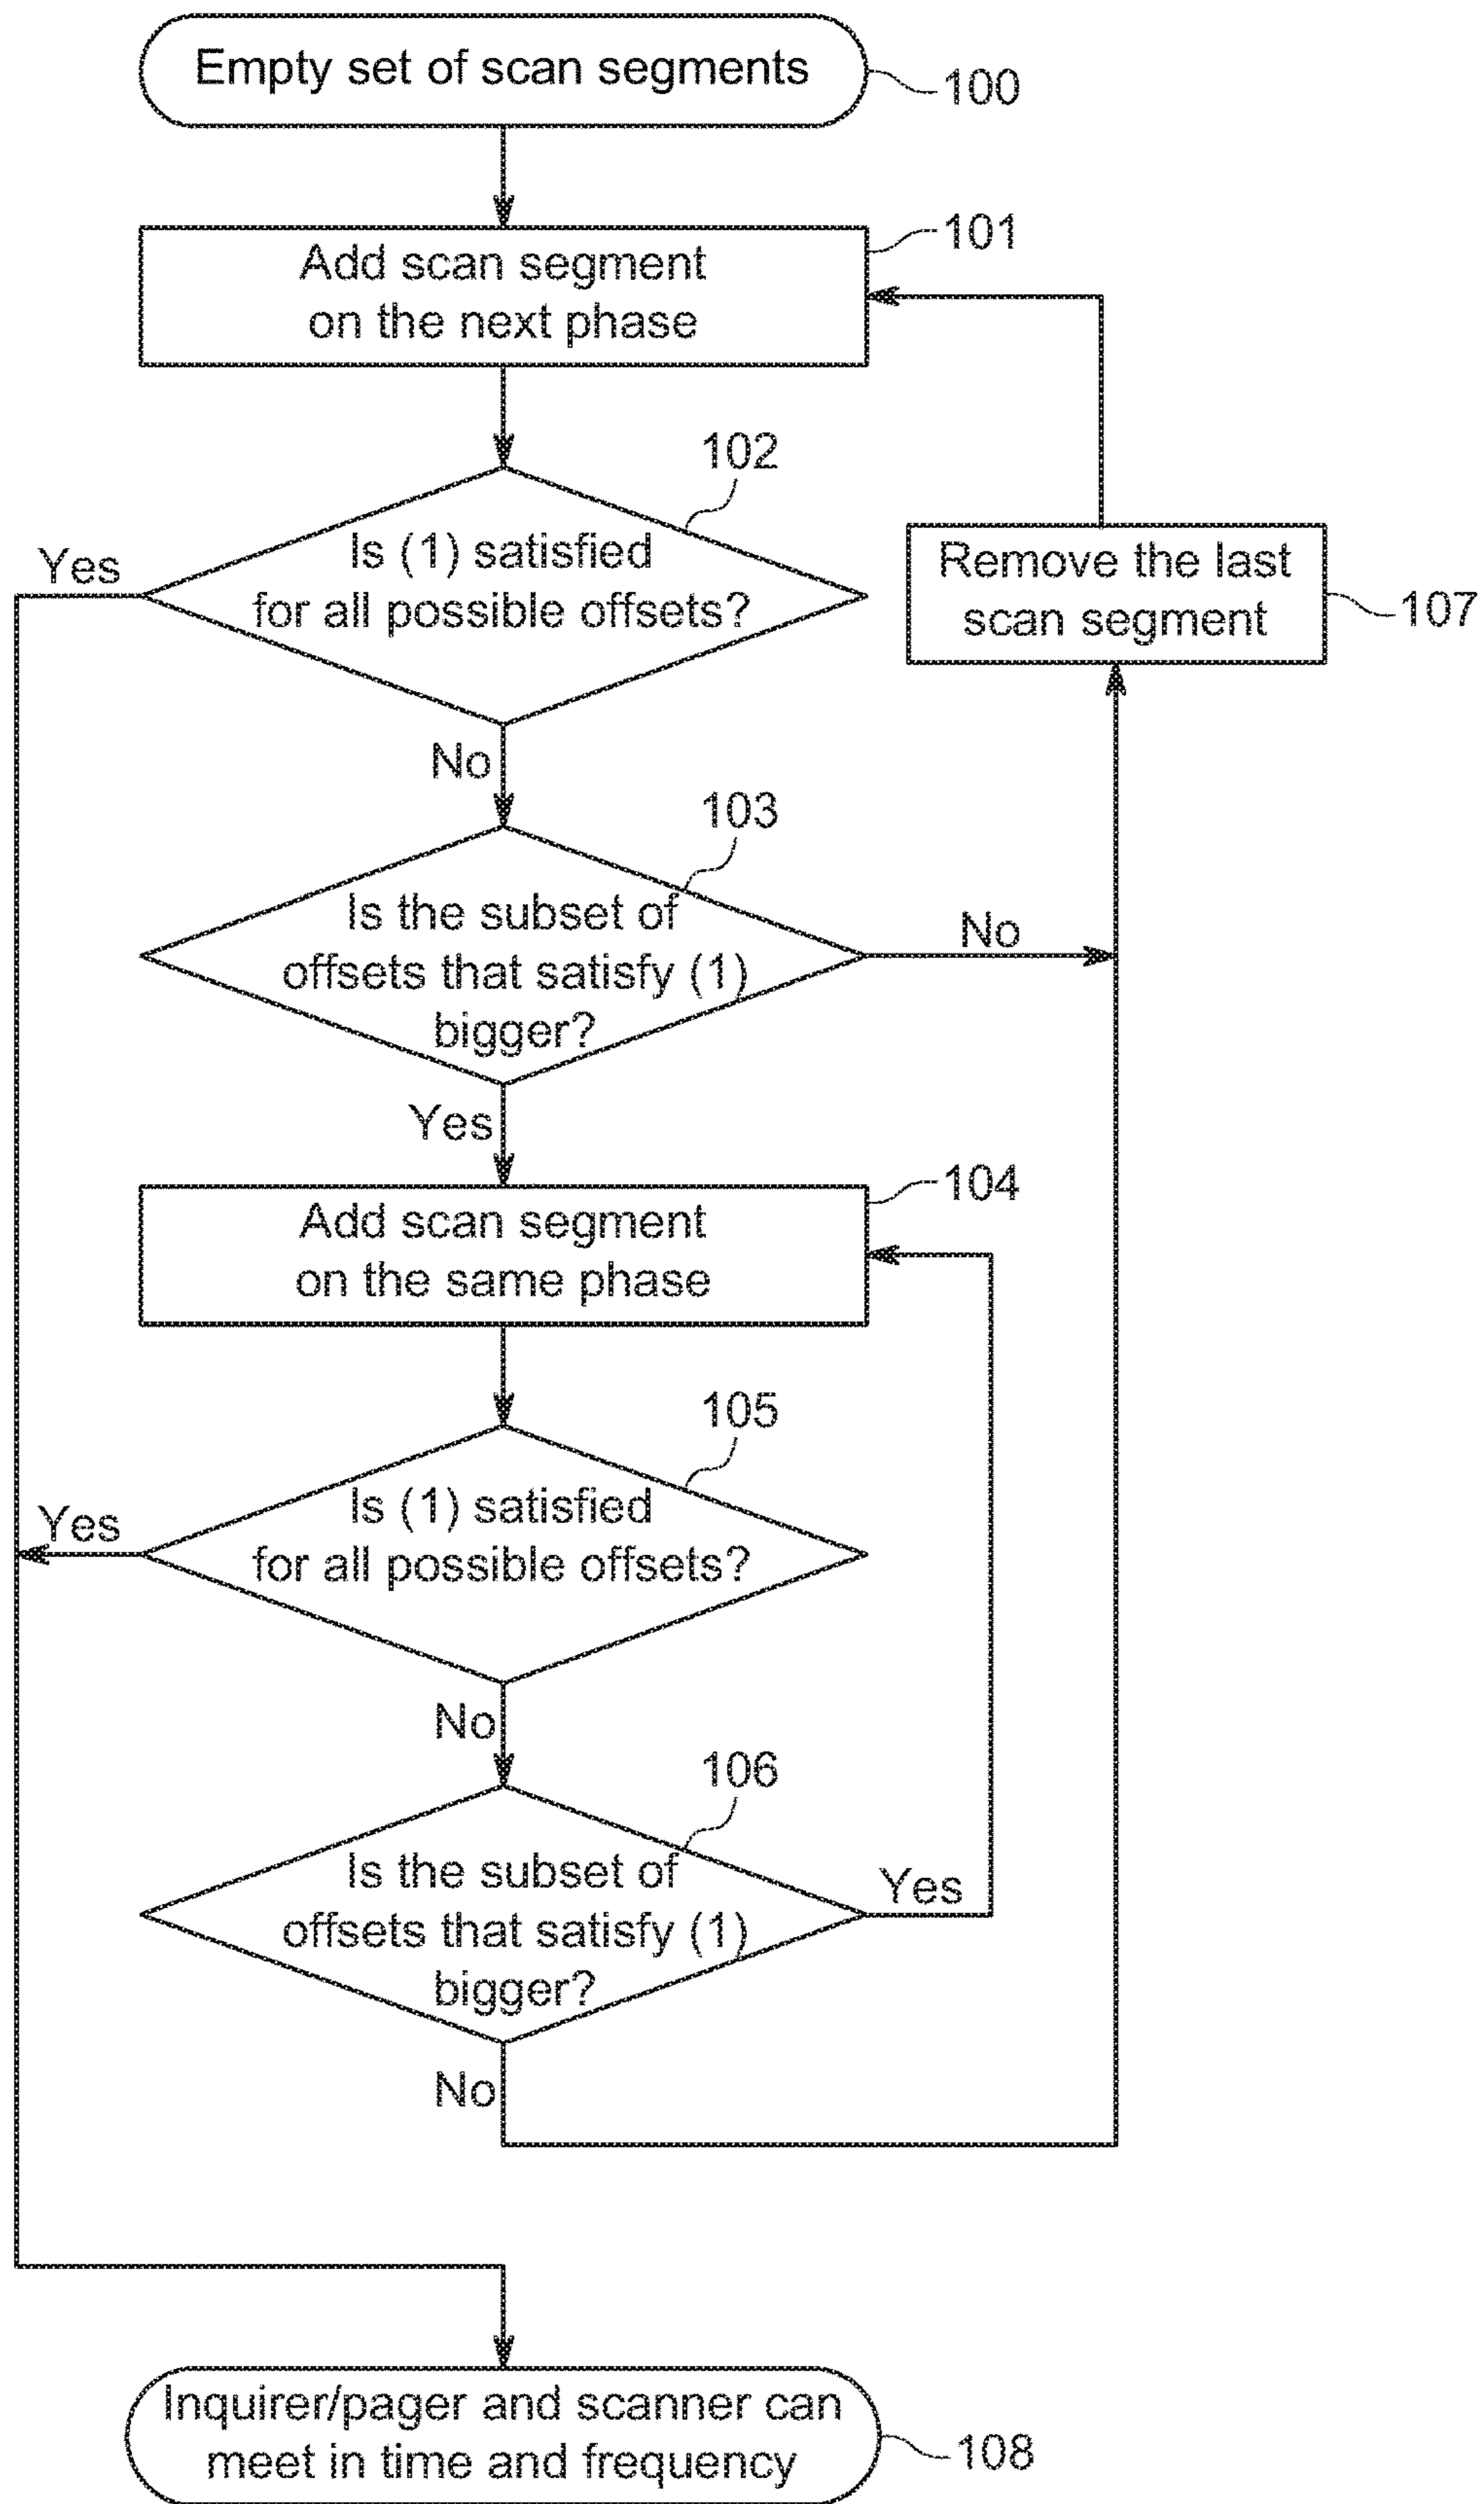 Empty set of scan segments
100
Add scan segment
on the next phase
101
102
Is (1) satisfied
for all possible offsets?
Yes
No
Remove the last
scan segment
107
103
Is the subset of
offsets that satisfy (1)
bigger?
No
Yes
Add scan segment
on the same phase
104
105
Is (1) satisfied
for all possible offsets?
Yes
No
106
Is the subset of
offsets that satisfy (1)
bigger?
Yes
No
Inquirer/pager and scanner can
meet in time and frequency
108